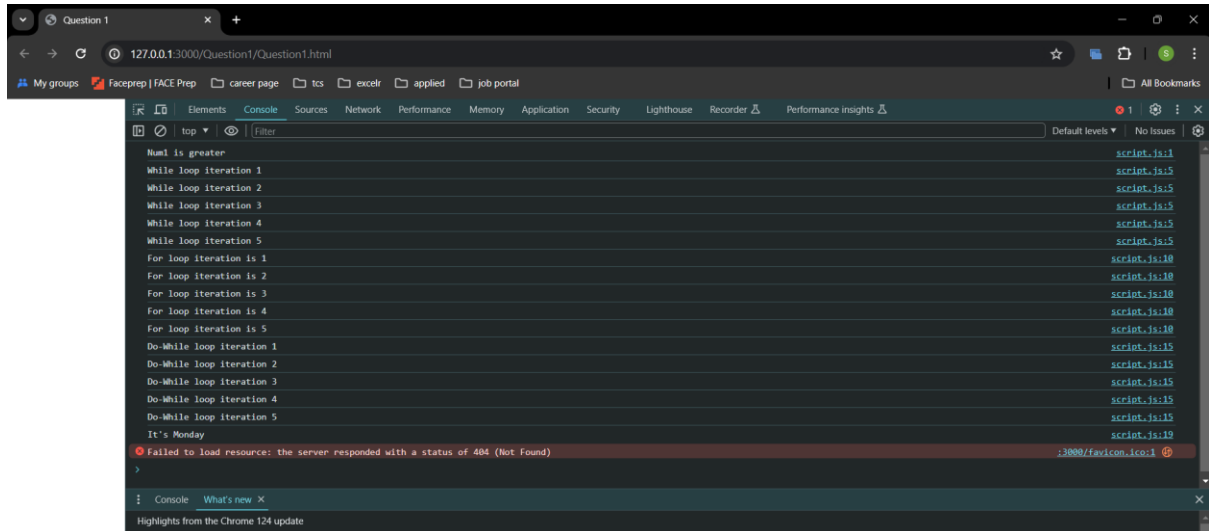 Question 1
127.0.0.1:3000/Question1/Question1.html
S
My groups Faceprep | FACE Prep career page tcs excelr applied job portal All Bookmarks
Elements Console Sources Network Performance Memory Application Security Lighthouse Recorder Performance insights 1
top Filter Default levels No Issues
Num1 is greater script.js:1
While loop iteration 1 script.js:5
While loop iteration 2 script.js:5
While loop iteration 3 script.js:5
While loop iteration 4 script.js:5
While loop iteration 5 script.js:5
For loop iteration is 1 script.js:10
For loop iteration is 2 script.js:10
For loop iteration is 3 script.js:10
For loop iteration is 4 script.js:10
For loop iteration is 5 script.js:10
Do-While loop iteration 1 script.js:15
Do-While loop iteration 2 script.js:15
Do-While loop iteration 3 script.js:15
Do-While loop iteration 4 script.js:15
Do-While loop iteration 5 script.js:15
It's Monday script.js:19
Failed to load resource: the server responded with a status of 404 (Not Found) :3000/favicon.ico:1
Console What's new
Highlights from the Chrome 124 update